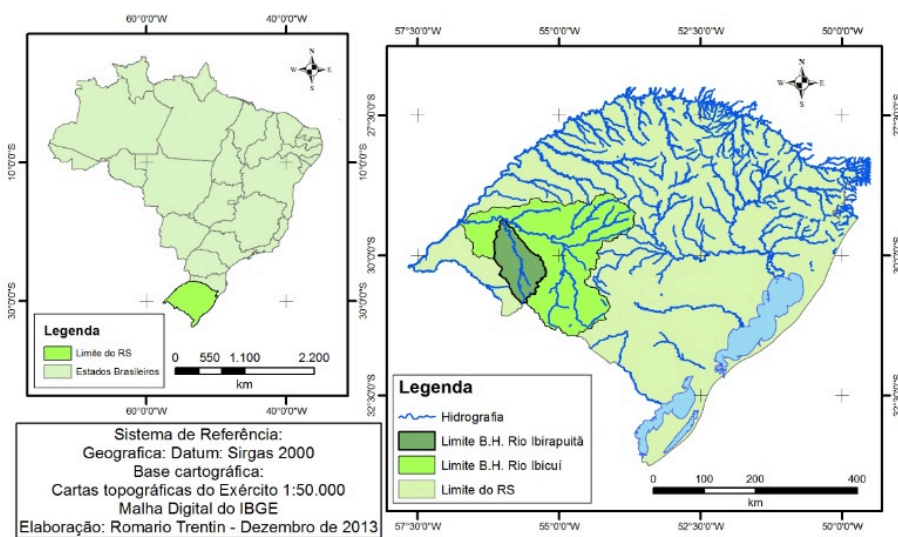 60°0'0"W 40°0'0"W
N
W E
S
10°0'0"S
30°0'0"S
10°0'0"S
30°0'0"S
Legenda
Limite do RS
Estados Brasileiros
0 550 1.100 2.200
km
60°0'0"W 40°0'0"W
Sistema de Referência:
Geografica: Datum: Sirgas 2000
Base cartográfica:
Cartas topográficas do Exército 1:50.000
Malha Digital do IBGE
Elaboração: Romario Trentin - Dezembro de 2013
57°30'0"W 55°0'0"W 52°30'0"W 50°0'0"W
N
W E
S
27°30'0"S
30°0'0"S
32°30'0"S
27°30'0"S
30°0'0"S
32°30'0"S
Legenda
Hidrografia
Limite B.H. Rio Ibirapuitã
Limite B.H. Rio Ibicuí
Limite do RS
0 100 200 400
km
57°30'0"W 55°0'0"W 52°30'0"W 50°0'0"W